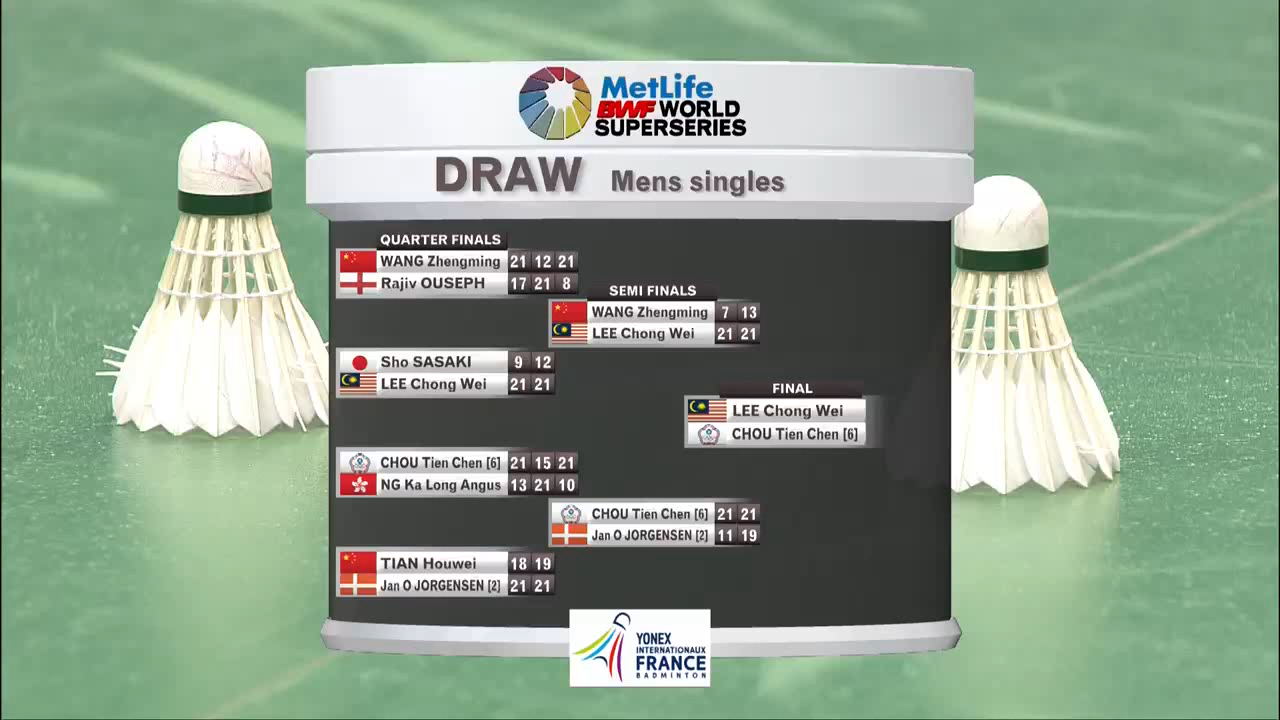 MetLife
BWF WORLD
SUPERSERIES
DRAW Mens singles
QUARTER FINALS
WANG Zhengming 21 12 21
Rajiv OUSEPH 17 21 8
SEMI FINALS
WANG Zhengming 7 13
LEE Chong Wei 21 21
Sho SASAKI 9 12
LEE Chong Wei 21 21
FINAL
LEE Chong Wei
CHOU Tien Chen [6]
CHOU Tien Chen [6] 21 15 21
NG Ka Long Angus 13 21 10
CHOU Tien Chen [6] 21 21
Jan O JORGENSEN [2] 11 19
TIAN Houwei 18 19
Jan O JORGENSEN [2] 21 21
YONEX
INTERNATIONAUX
FRANCE
BADMINTON